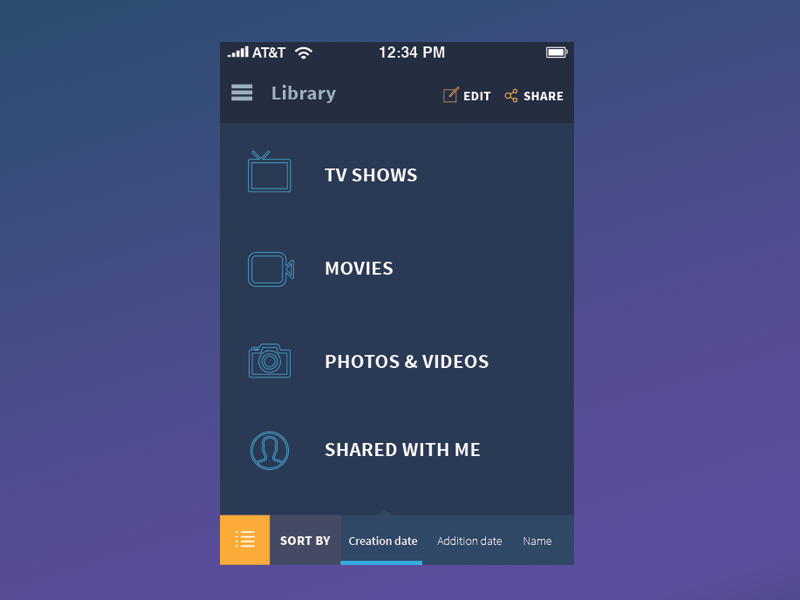 AT&T 12:34 PM
Library EDIT SHARE
TV SHOWS
MOVIES
PHOTOS & VIDEOS
SHARED WITH ME
SORT BY Creation date Addition date Name